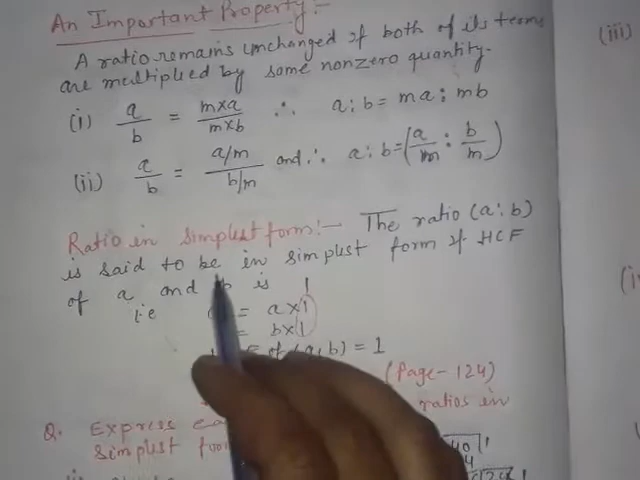 An Important Property:-
A ratio remains unchanged if both of its terms
are multiplied by some nonzero quantity.
(i) a/b = m×a/m×b ∴ a:b = ma:mb
(ii) a/b = a/m / b/m and ∴ a:b = (a/m : b/m)
Ratio in simplest form:- The ratio (a:b)
is said to be in simplest form if HCF
of a and b is 1
i.e = a×1
= b×1
of (a,b) = 1
(Page-124)
Q. Express ratios in
simplest
(iii)